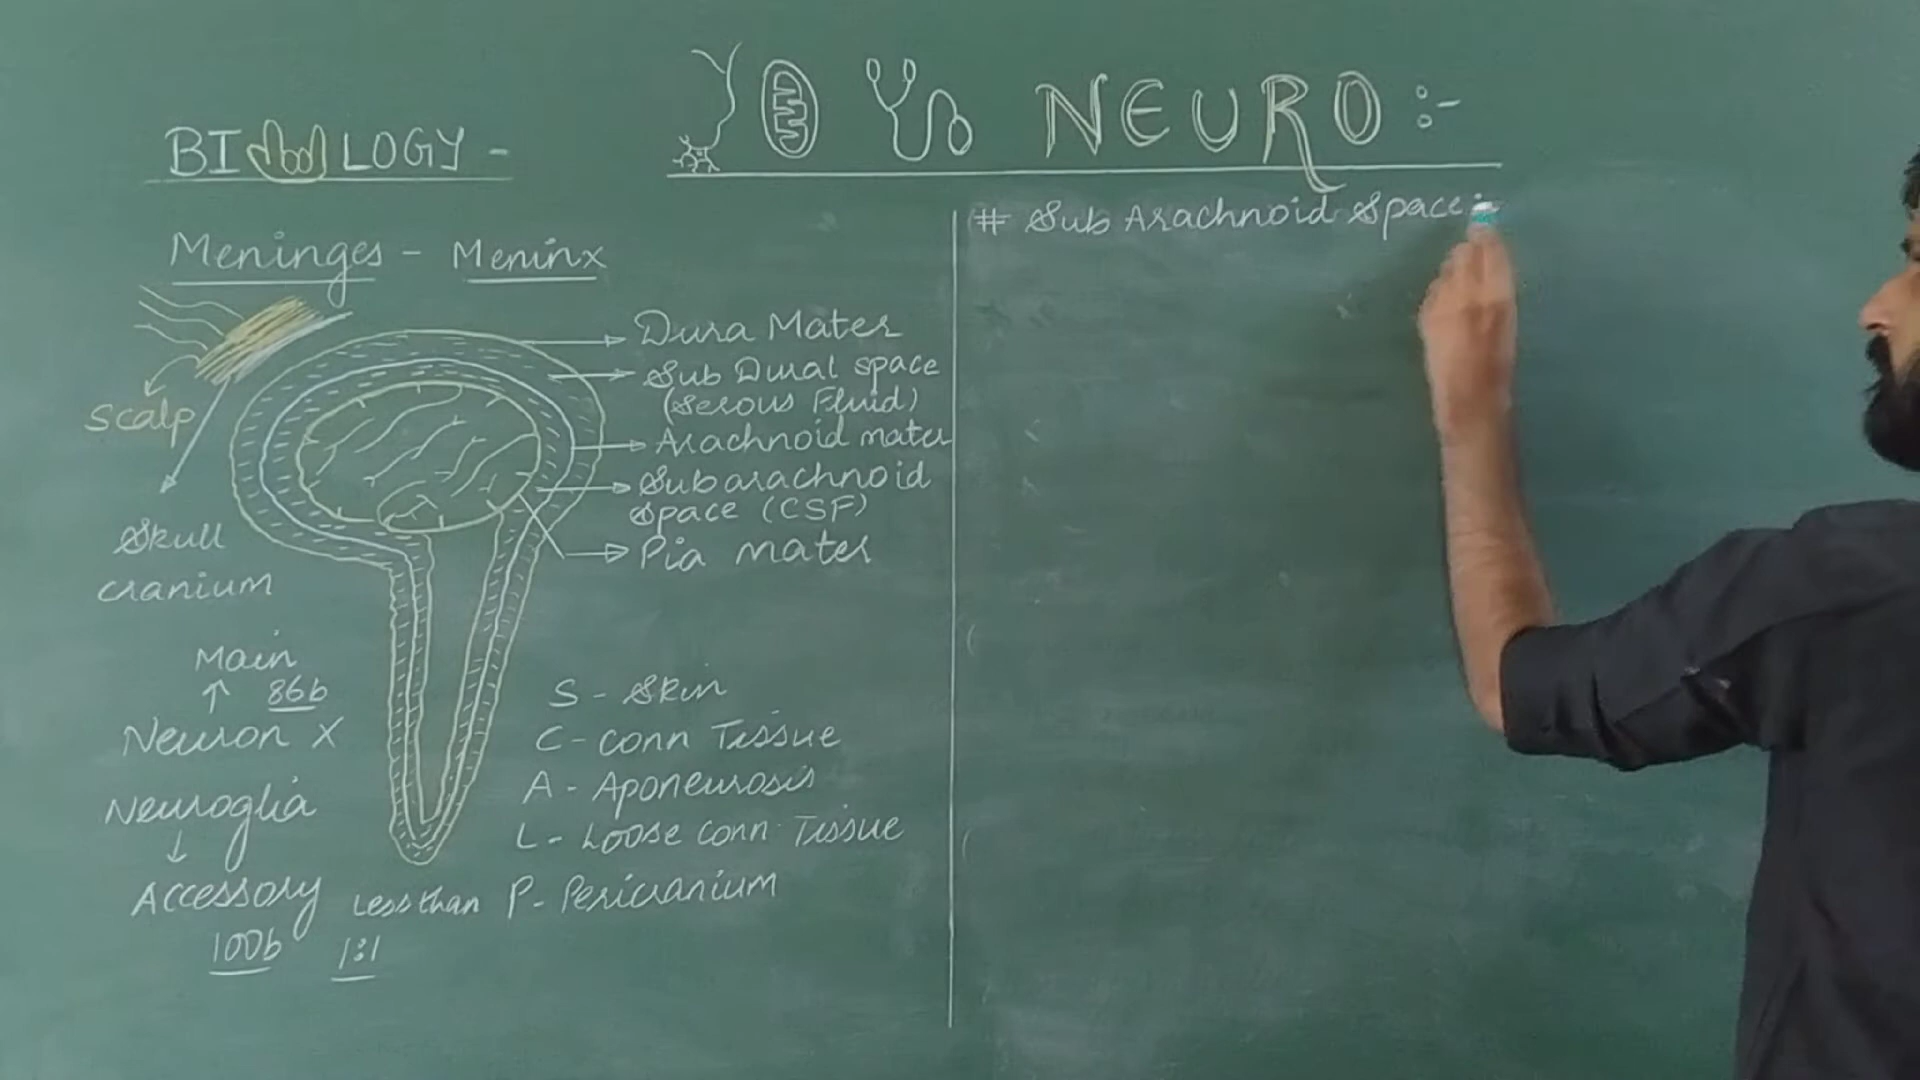 NEURO :-
BIOLOGY -
Meninges - Meninx
Dura Mater
Sub Dural space
(Serous Fluid)
Arachnoid mater
Subarachnoid
space (CSF)
Pia mater
scalp
Skull
cranium
Main
86b
Neuron X
Neuroglia
Accessory
100b
Less than
1:1
S - Skin
C - conn Tissue
A - Aponeurosis
L - Loose conn. Tissue
P - Pericranium
# Sub Arachnoid Space :-